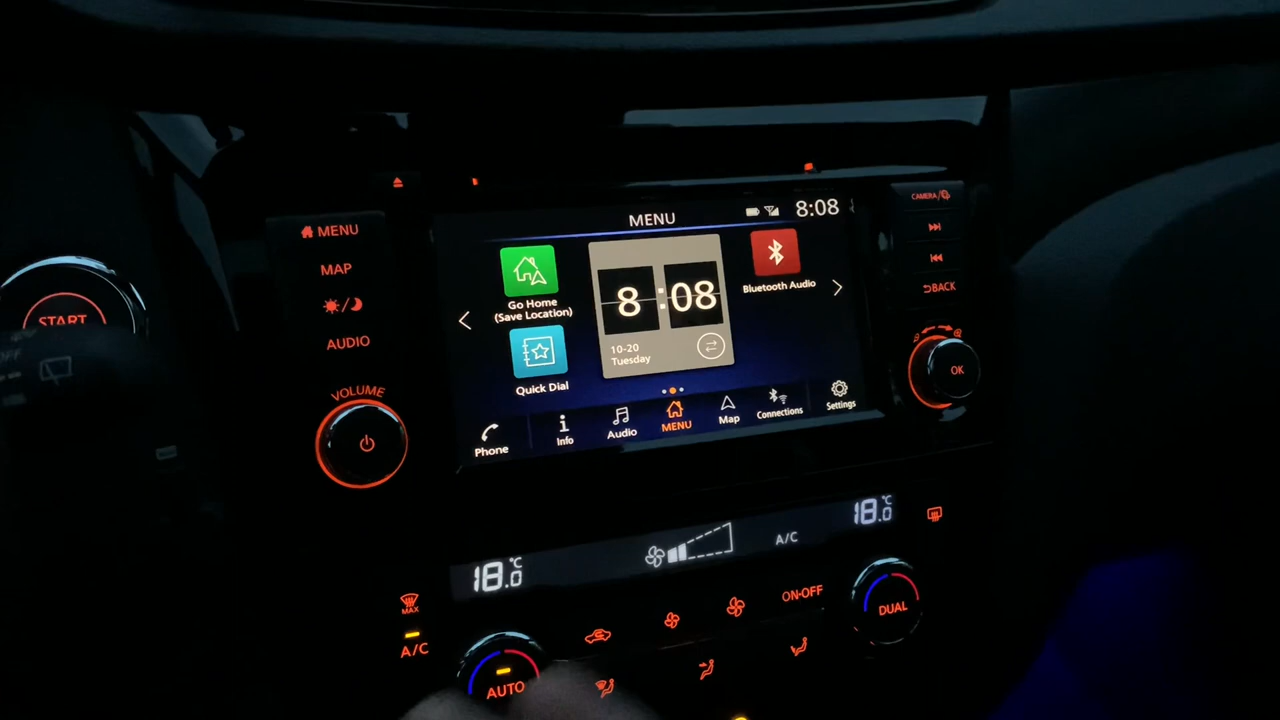 CAMERA/
MENU
8:08
MENU
MAP
AUDIO
VOLUME
START
OFF
Go Home
(Save Location)
Quick Dial
8:08
10-20
Tuesday
Bluetooth Audio
BACK
OK
Phone
Info
Audio
MENU
Map
Connections
Settings
18.0°C
A/C
18.0°C
MAX
A/C
AUTO
ON·OFF
DUAL